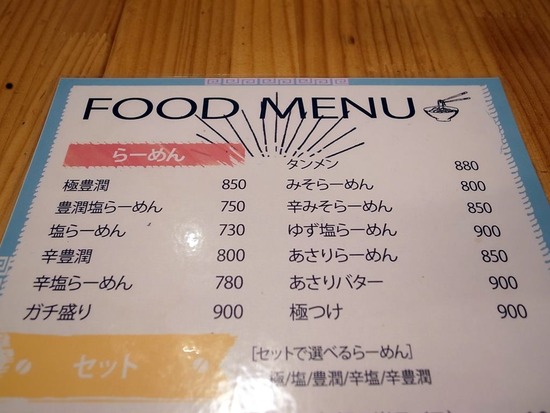 FOOD MENU
らーめん
極豊潤 850
豊潤塩らーめん 750
塩らーめん 730
辛豊潤 800
辛塩らーめん 780
ガチ盛り 900
タンメン 880
みそらーめん 800
辛みそらーめん 850
ゆず塩らーめん 900
あさりらーめん 850
あさりバター 900
極つけ 900
セット
[セットで選べるらーめん]
極/塩/豊潤/辛塩/辛豊潤